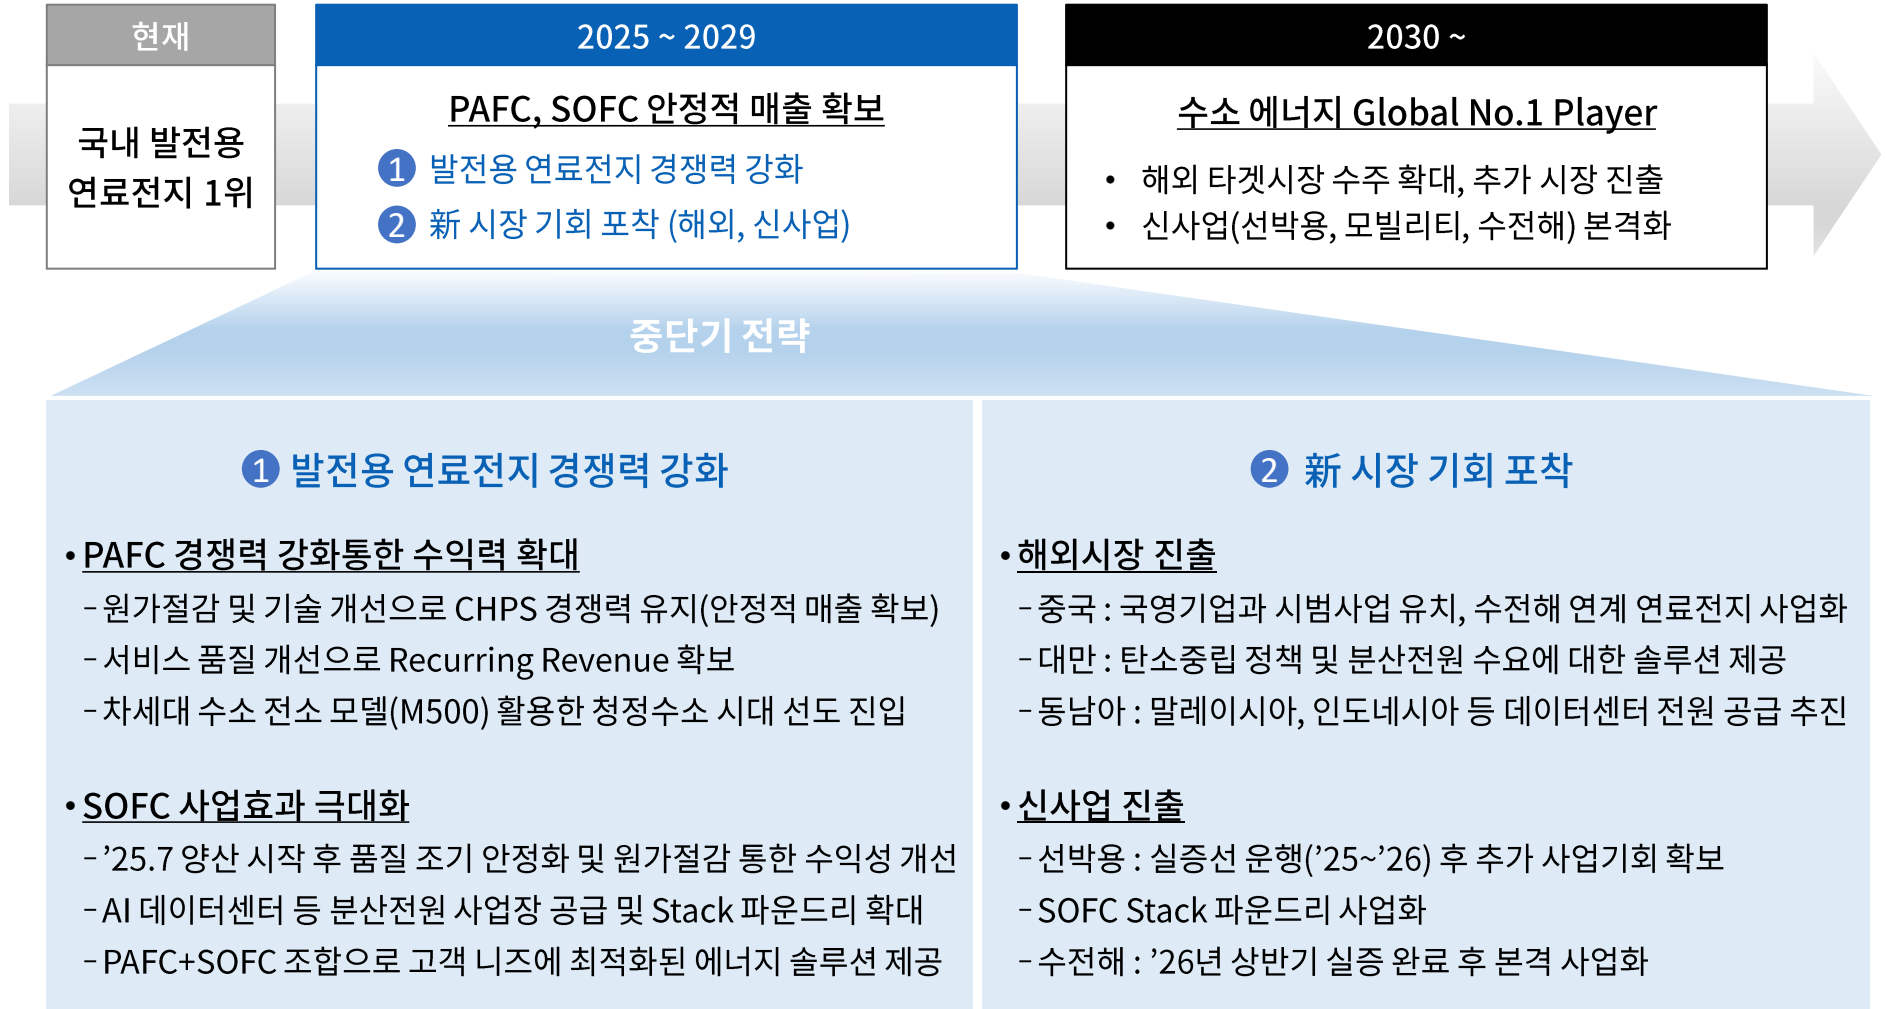 현재
국내 발전용
연료전지 1위
2025 ~ 2029
PAFC, SOFC 안정적 매출 확보
1 발전용 연료전지 경쟁력 강화
2 新 시장 기회 포착 (해외, 신사업)
2030 ~
수소 에너지 Global No.1 Player
• 해외 타겟시장 수주 확대, 추가 시장 진출
• 신사업(선박용, 모빌리티, 수전해) 본격화
중단기 전략
1 발전용 연료전지 경쟁력 강화
• PAFC 경쟁력 강화통한 수익력 확대
– 원가절감 및 기술 개선으로 CHPS 경쟁력 유지(안정적 매출 확보)
– 서비스 품질 개선으로 Recurring Revenue 확보
– 차세대 수소 전소 모델(M500) 활용한 청정수소 시대 선도 진입
• SOFC 사업효과 극대화
– ’25.7 양산 시작 후 품질 조기 안정화 및 원가절감 통한 수익성 개선
– AI 데이터센터 등 분산전원 사업장 공급 및 Stack 파운드리 확대
– PAFC+SOFC 조합으로 고객 니즈에 최적화된 에너지 솔루션 제공
2 新 시장 기회 포착
• 해외시장 진출
– 중국 : 국영기업과 시범사업 유치, 수전해 연계 연료전지 사업화
– 대만 : 탄소중립 정책 및 분산전원 수요에 대한 솔루션 제공
– 동남아 : 말레이시아, 인도네시아 등 데이터센터 전원 공급 추진
• 신사업 진출
– 선박용 : 실증선 운행(’25~’26) 후 추가 사업기회 확보
– SOFC Stack 파운드리 사업화
– 수전해 : ’26년 상반기 실증 완료 후 본격 사업화